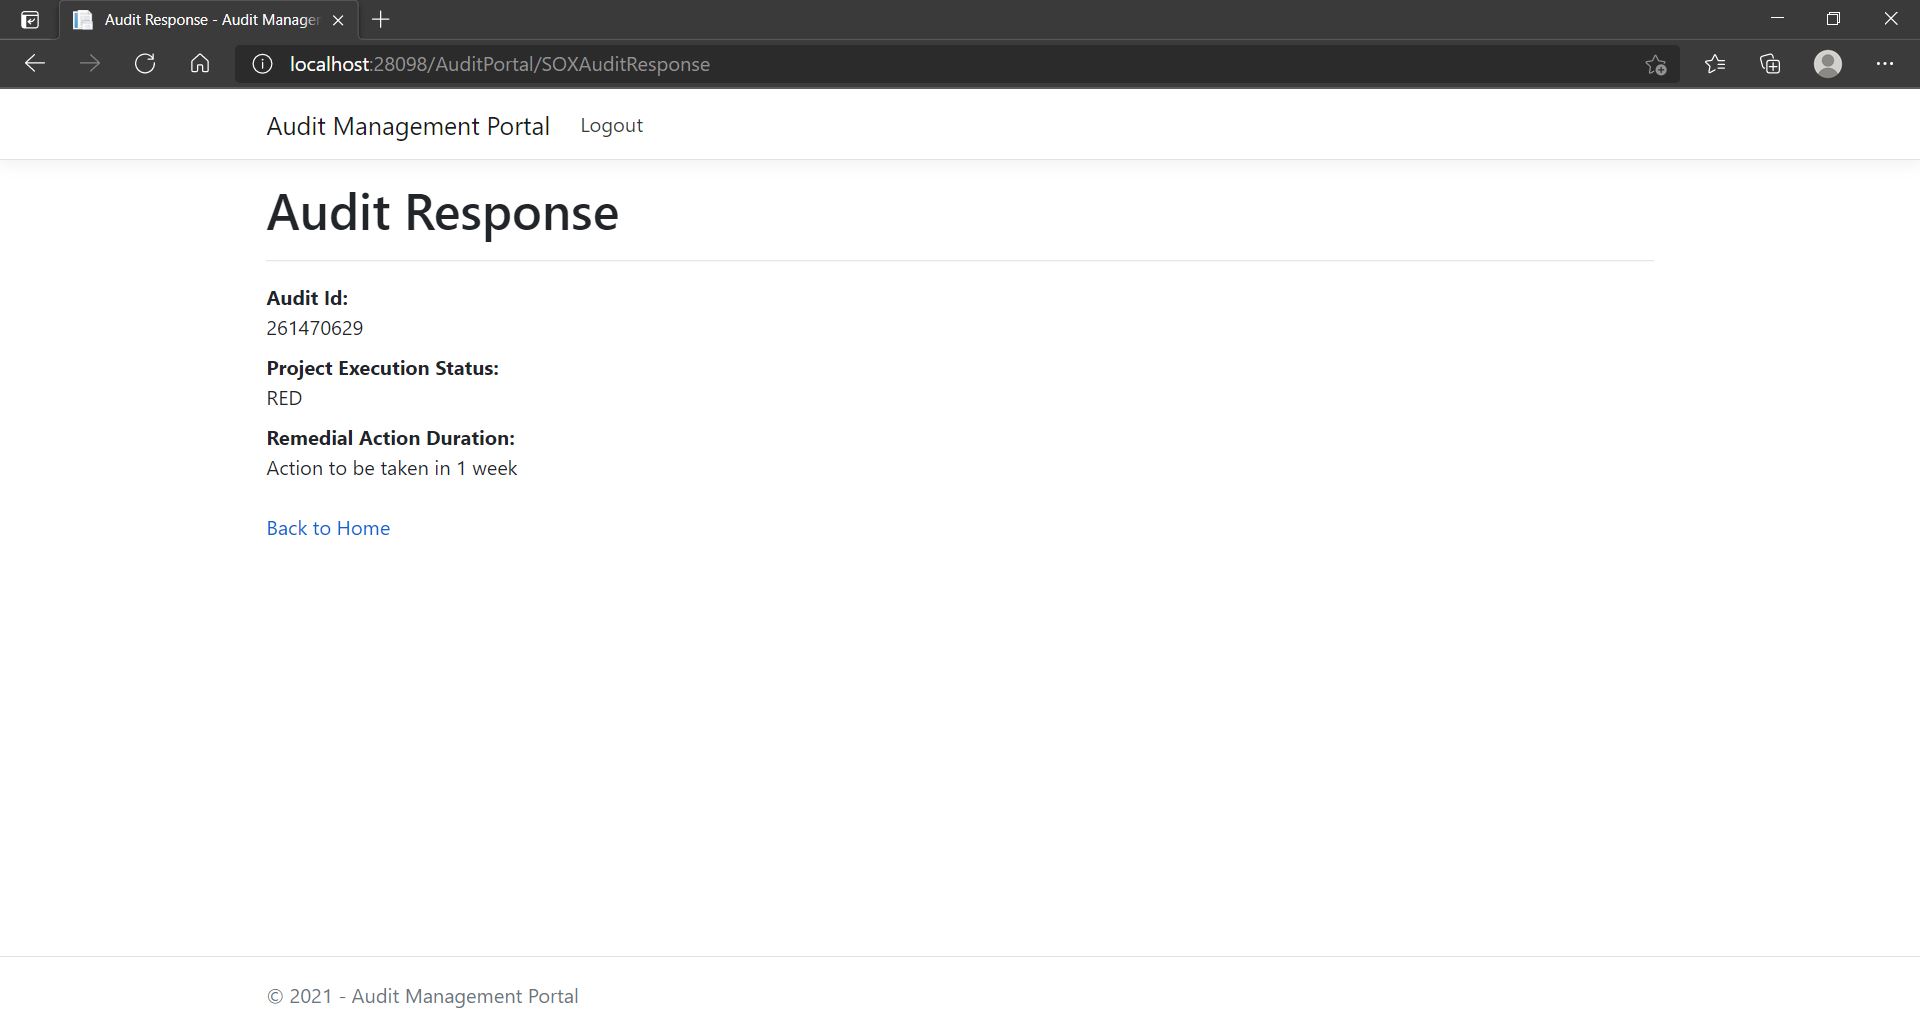 Audit Response - Audit Manager
localhost:28098/AuditPortal/SOXAuditResponse
Audit Management Portal Logout
Audit Response
Audit Id:
261470629
Project Execution Status:
RED
Remedial Action Duration:
Action to be taken in 1 week
Back to Home
© 2021 - Audit Management Portal